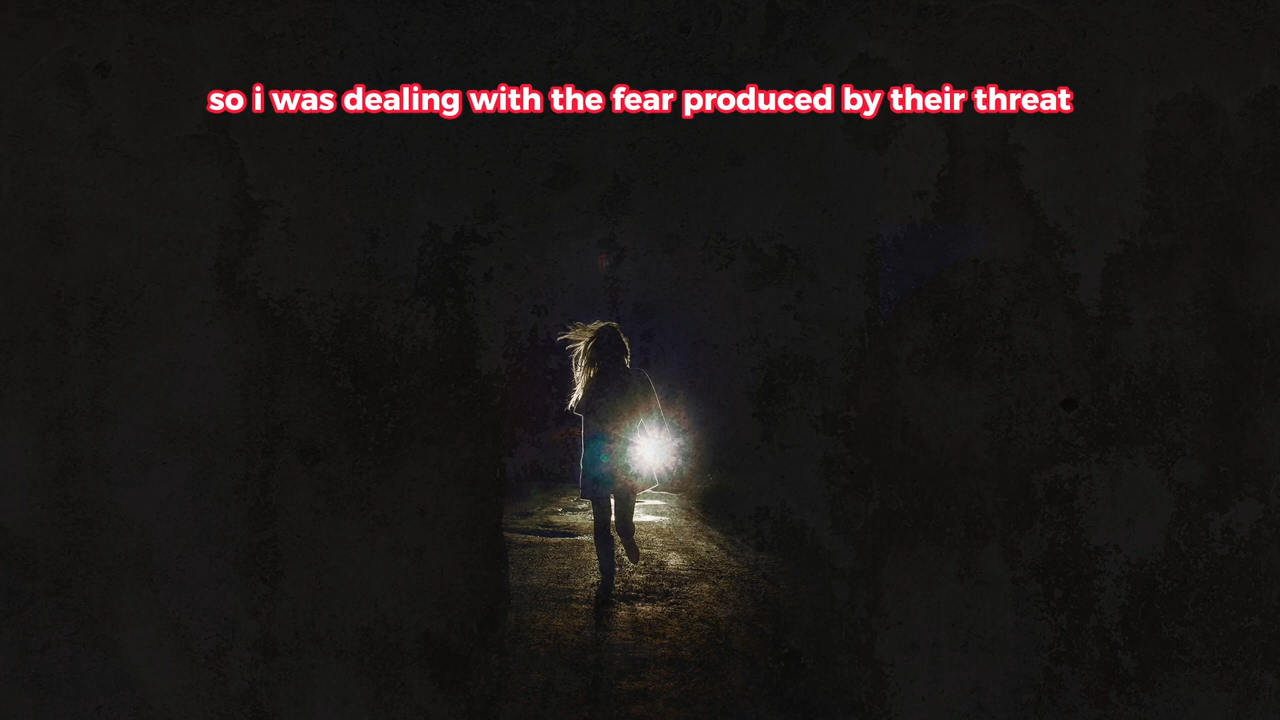 so i was dealing with the fear produced by their threat